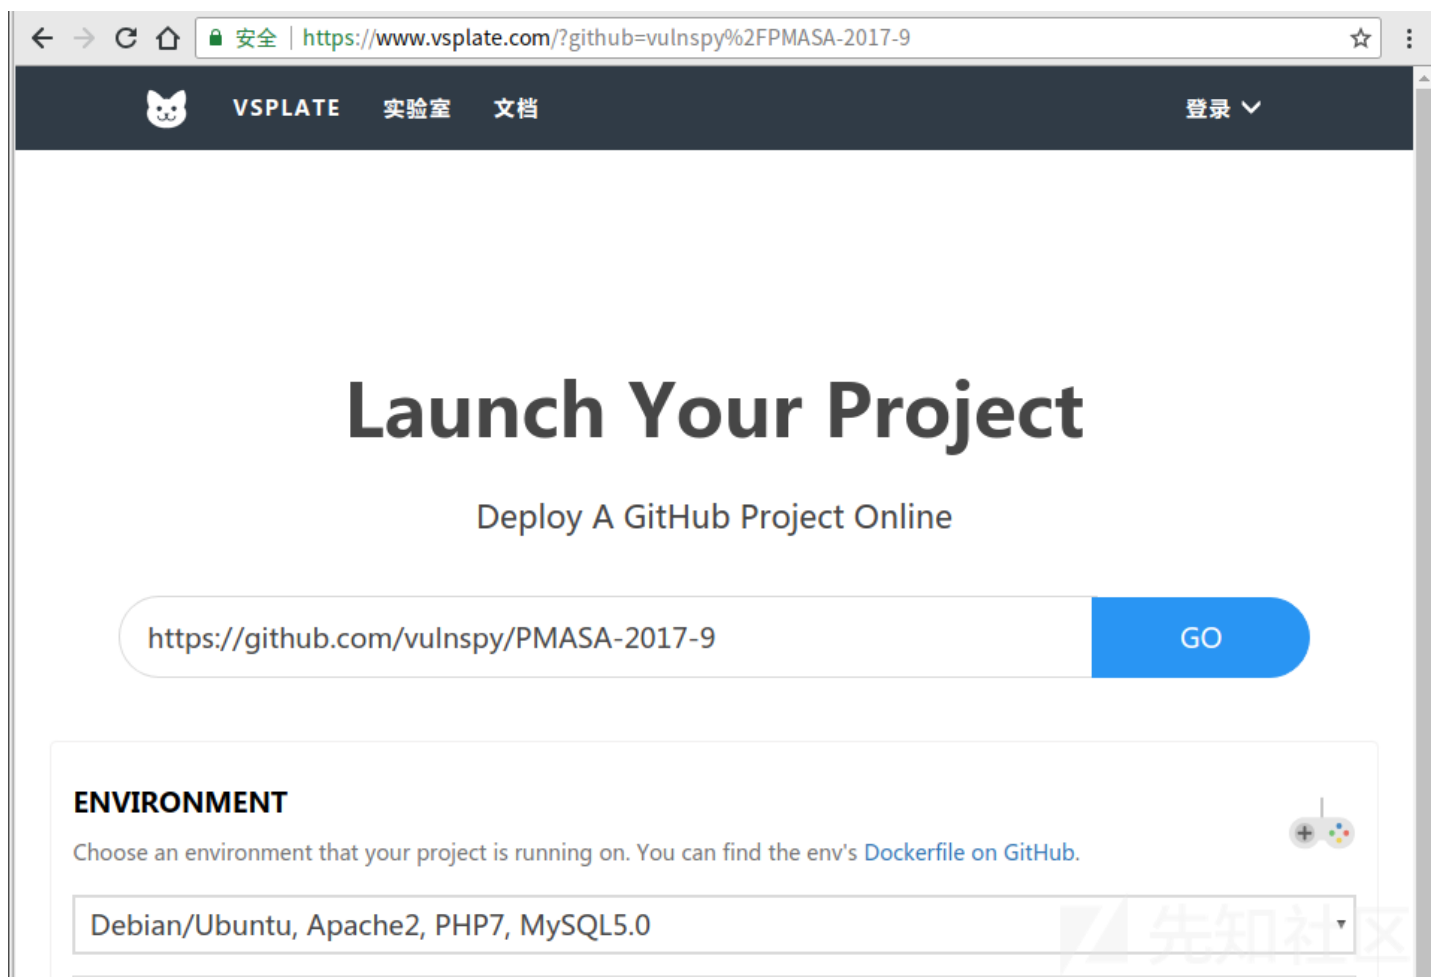 安全 https://www.vsplate.com/?github=vulnspy%2FPMASA-2017-9
VSPLATE 实验室 文档 登录
Launch Your Project
Deploy A GitHub Project Online
https://github.com/vulnspy/PMASA-2017-9 GO
ENVIRONMENT
Choose an environment that your project is running on. You can find the env's Dockerfile on GitHub.
Debian/Ubuntu, Apache2, PHP7, MySQL5.0
先知社区